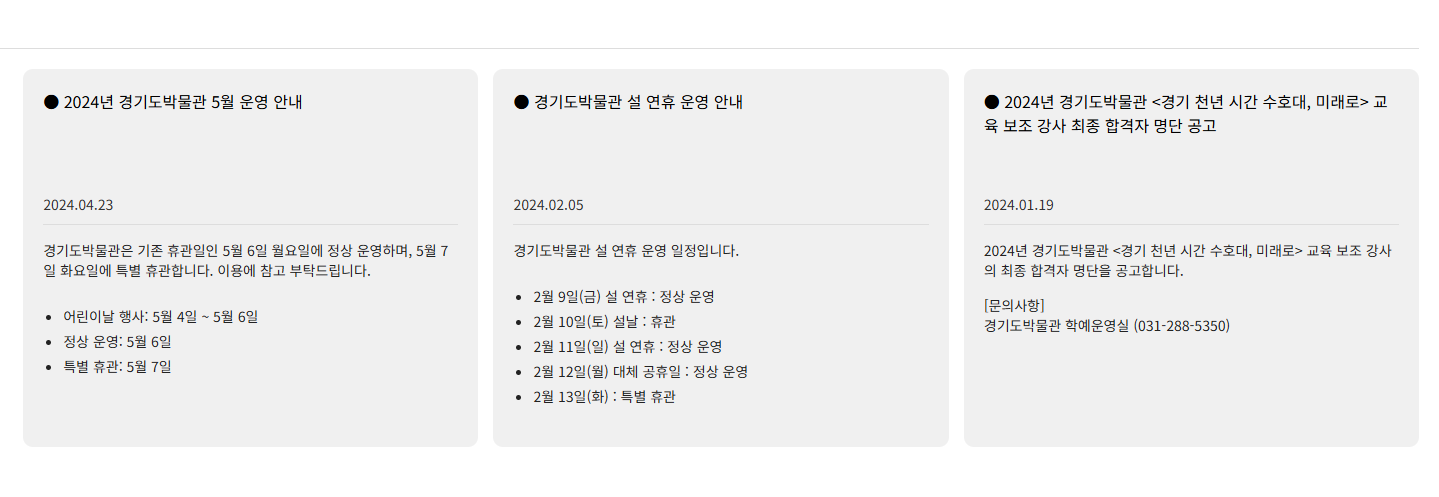 ● 2024년 경기도박물관 5월 운영 안내
2024.04.23
경기도박물관은 기존 휴관일인 5월 6일 월요일에 정상 운영하며, 5월 7
일 화요일에 특별 휴관합니다. 이용에 참고 부탁드립니다.
• 어린이날 행사: 5월 4일 ~ 5월 6일
• 정상 운영: 5월 6일
• 특별 휴관: 5월 7일
● 경기도박물관 설 연휴 운영 안내
2024.02.05
경기도박물관 설 연휴 운영 일정입니다.
• 2월 9일(금) 설 연휴 : 정상 운영
• 2월 10일(토) 설날 : 휴관
• 2월 11일(일) 설 연휴 : 정상 운영
• 2월 12일(월) 대체 공휴일 : 정상 운영
• 2월 13일(화) : 특별 휴관
● 2024년 경기도박물관 <경기 천년 시간 수호대, 미래로> 교
육 보조 강사 최종 합격자 명단 공고
2024.01.19
2024년 경기도박물관 <경기 천년 시간 수호대, 미래로> 교육 보조 강사
의 최종 합격자 명단을 공고합니다.
[문의사항]
경기도박물관 학예운영실 (031-288-5350)